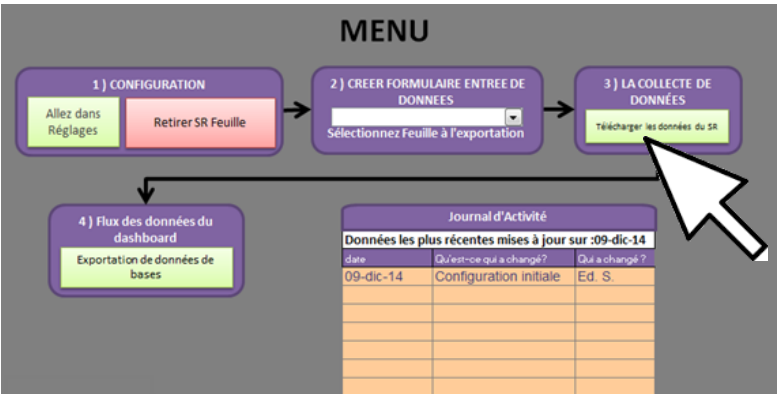 MENU
1 ) CONFIGURATION
Allez dans
Réglages
Retirer SR Feuille
2 ) CREER FORMULAIRE ENTREE DE
DONNEES
Sélectionnez Feuille à l'exportation
3 ) LA COLLECTE DE
DONNÉES
Télécharger les données du SR
4 ) Flux des données du
dashboard
Exportation de données de
bases
Journal d'Activité
Données les plus récentes mises à jour sur :09-dic-14
date Qu'est-ce qui a changé? Qui a changé ?
09-dic-14 Configuration initiale Ed. S.